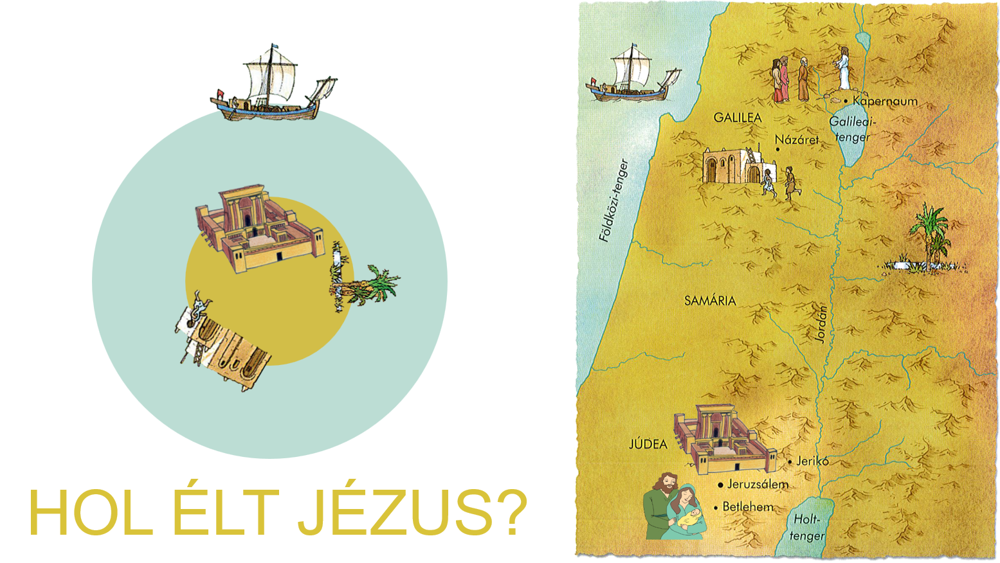 HOL ÉLT JÉZUS?
Kapernaum
GALILEA
Galileai-
tenger
Názáret
Földközi-tenger
SAMÁRIA
Jordán
JÚDEA
Jerikó
Jeruzsálem
Betlehem
Holt-
tenger